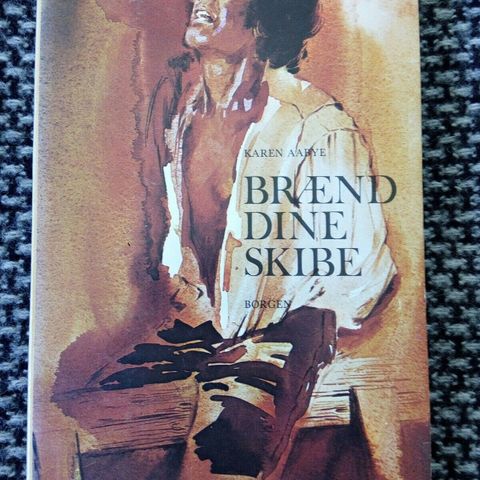 KAREN AABYE
BRÆND
DINE
SKIBE
BORGEN